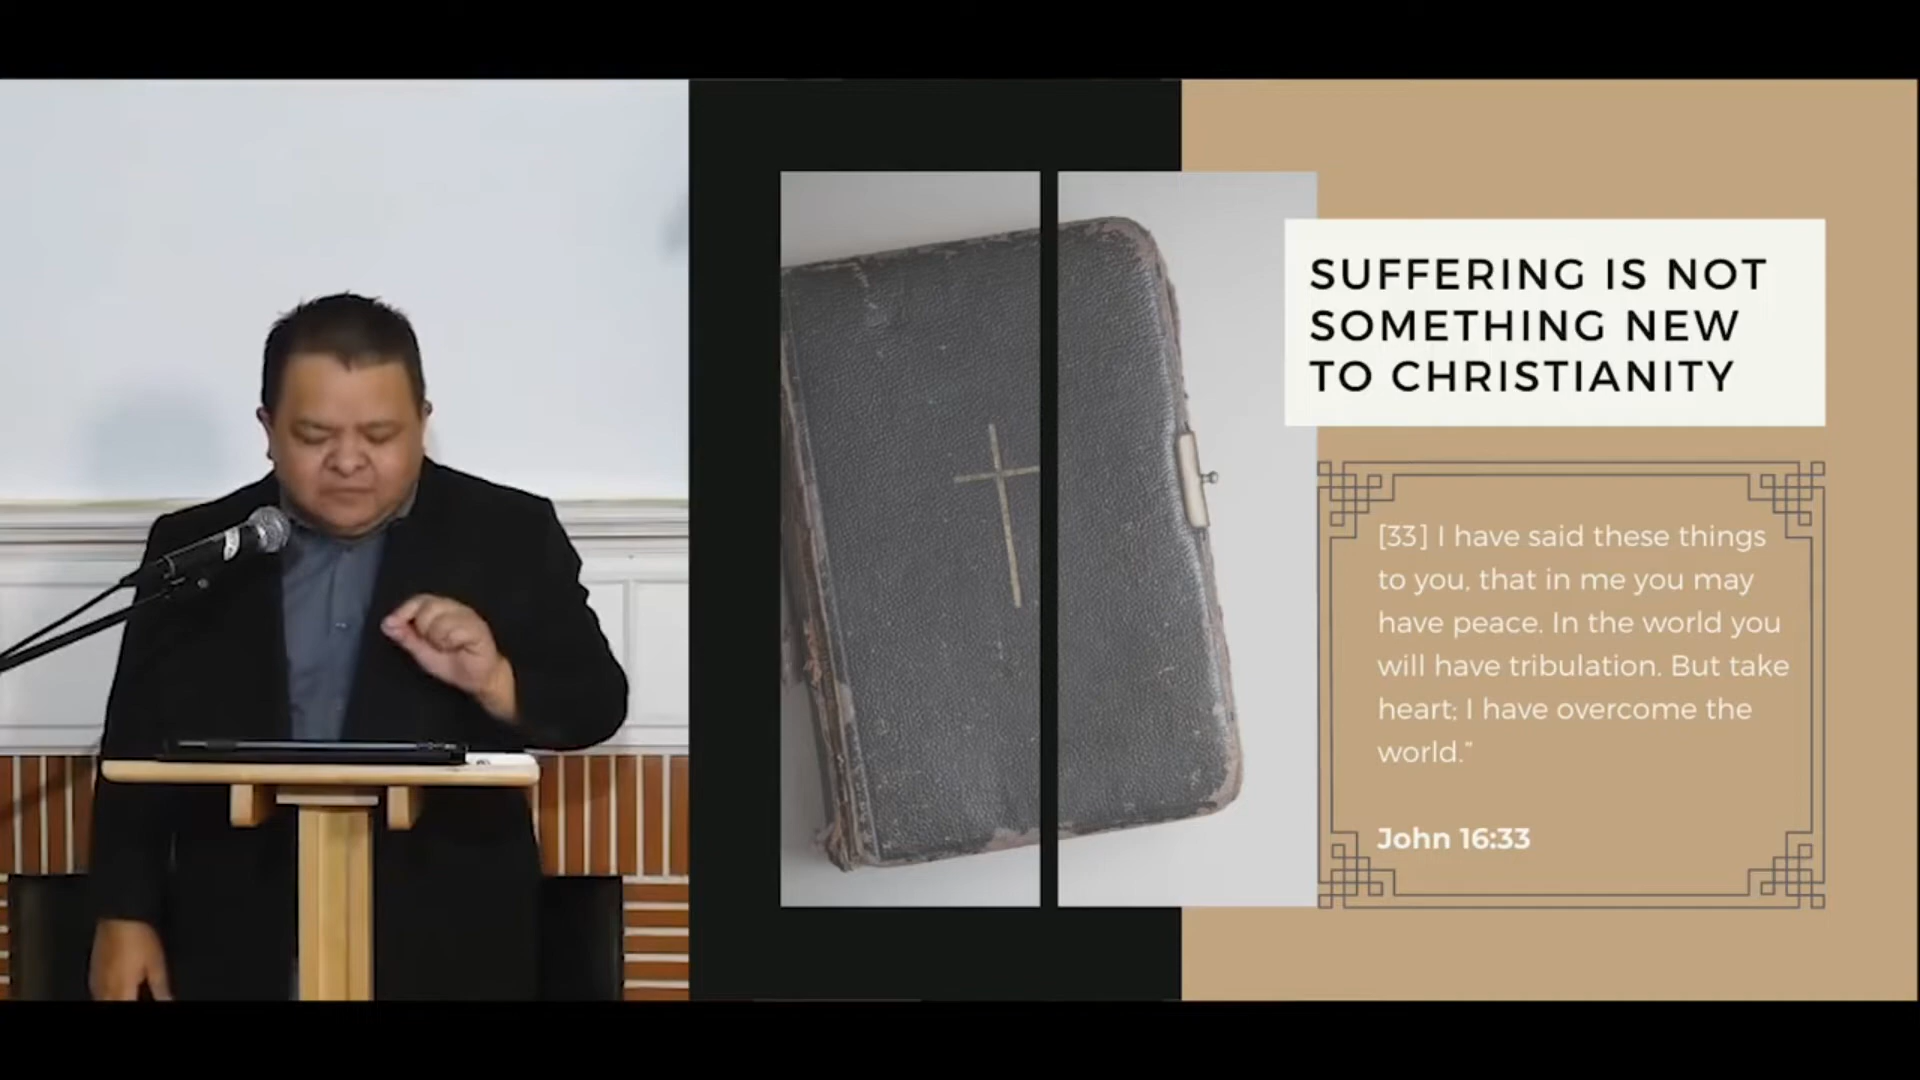 SUFFERING IS NOT
SOMETHING NEW
TO CHRISTIANITY
[33] I have said these things
to you, that in me you may
have peace. In the world you
will have tribulation. But take
heart; I have overcome the
world.”
John 16:33